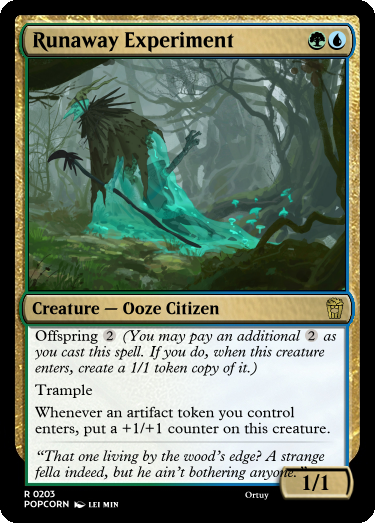 Runaway Experiment
Creature — Ooze Citizen
Offspring 2 (You may pay an additional 2 as
you cast this spell. If you do, when this creature
enters, create a 1/1 token copy of it.)
Trample
Whenever an artifact token you control
enters, put a +1/+1 counter on this creature.
“That one living by the wood’s edge? A strange
fella indeed, but he ain’t bothering anyone.”
1/1
R 0203
Ortuy
POPCORN LEI MIN